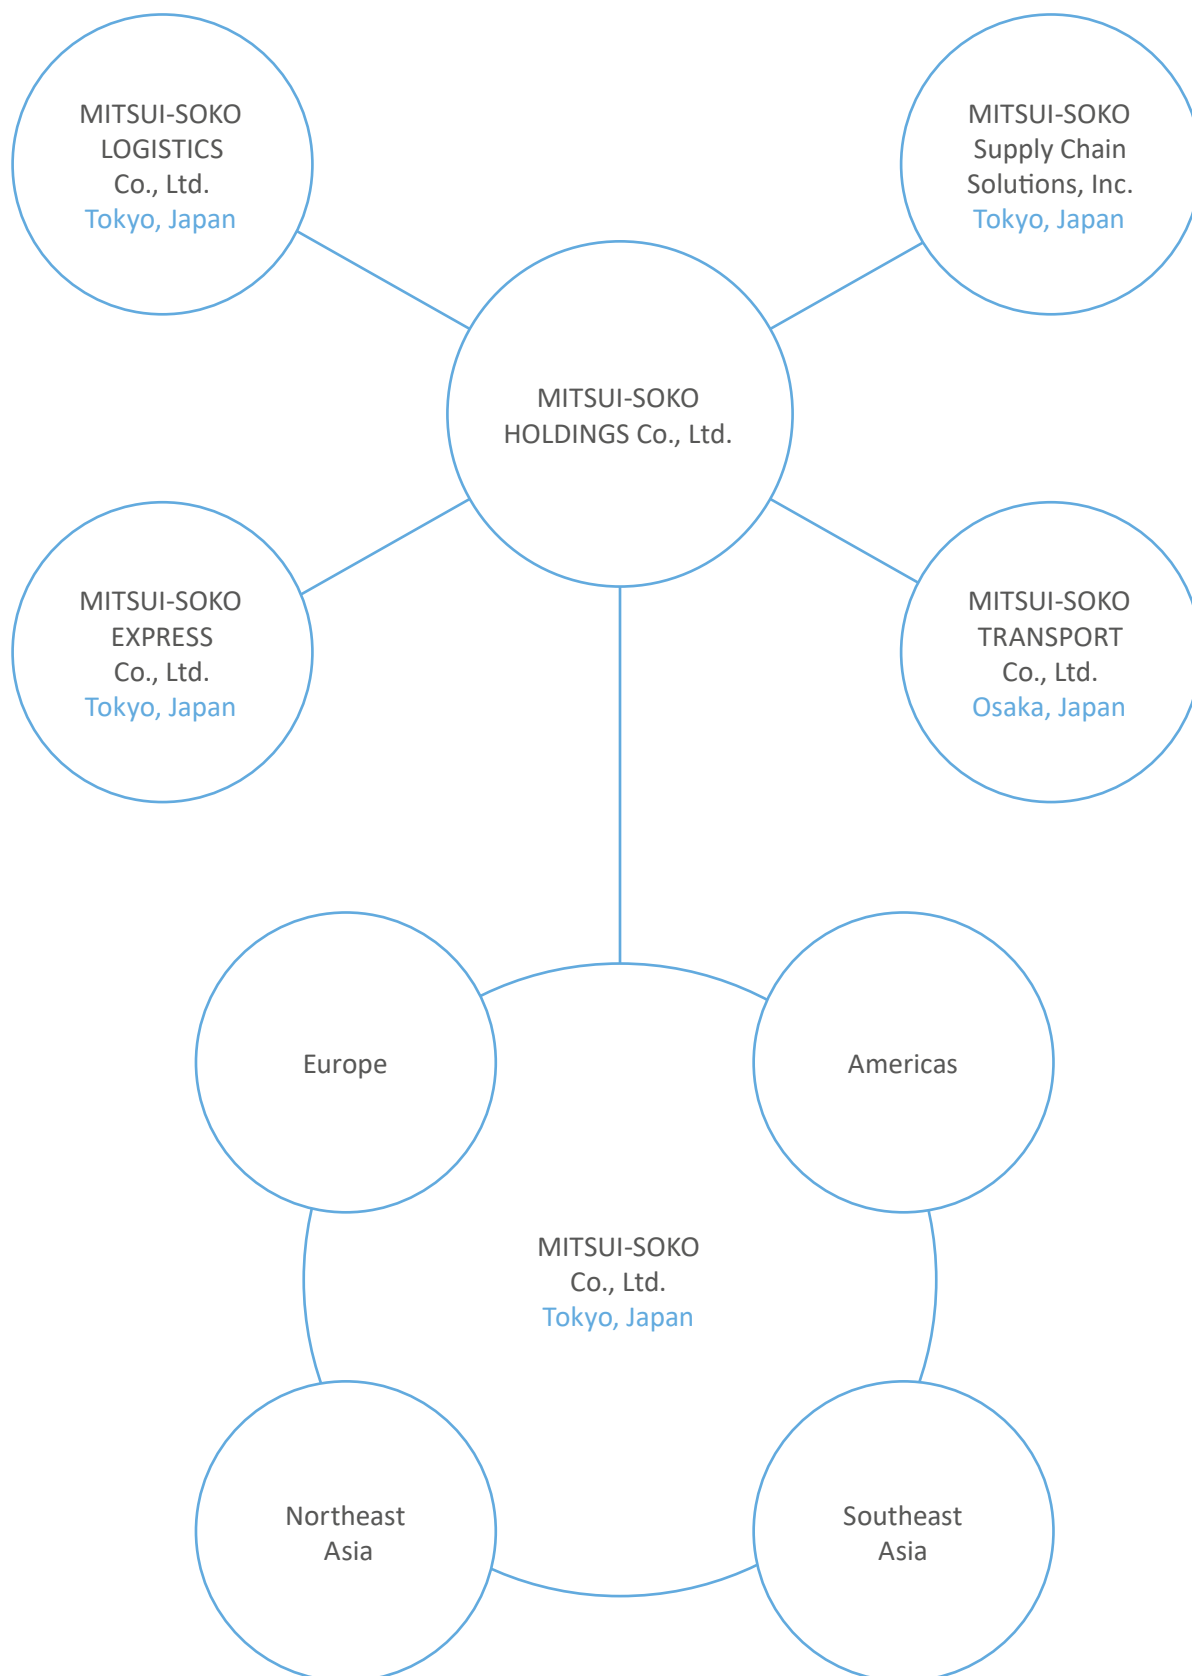 MITSUI-SOKO
LOGISTICS
Co., Ltd.
Tokyo, Japan
MITSUI-SOKO
Supply Chain
Solutions, Inc.
Tokyo, Japan
MITSUI-SOKO
HOLDINGS Co., Ltd.
MITSUI-SOKO
EXPRESS
Co., Ltd.
Tokyo, Japan
MITSUI-SOKO
TRANSPORT
Co., Ltd.
Osaka, Japan
Europe
Americas
MITSUI-SOKO
Co., Ltd.
Tokyo, Japan
Northeast
Asia
Southeast
Asia